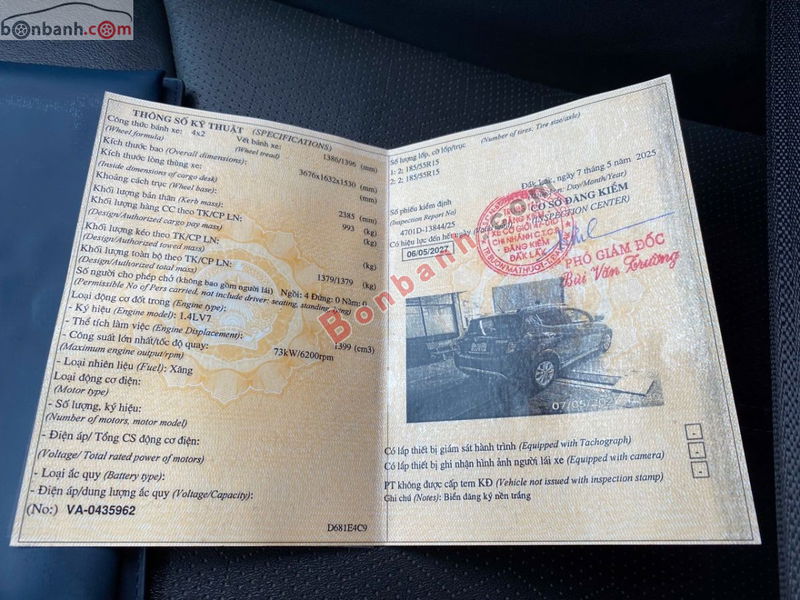 bonbanh.com
THÔNG SỐ KỸ THUẬT (SPECIFICATIONS)
Công thức bánh xe: 4x2 Vết bánh xe: 1386/1396 (mm)
(Wheel formula) (Wheel tread)
Kích thước bao (Overall dimensions): 3676x1632x1530 (mm)
Kích thước lòng thùng xe: (mm)
(Inside dimensions of cargo desk)
Khoảng cách trục (Wheel base): 2385 (mm)
Khối lượng bản thân (Kerb mass): 993 (kg)
Khối lượng hàng CC theo TK/CP LN:
(Design/Authorized cargo pay mass)
Khối lượng kéo theo TK/CP LN: (kg)
(Design/Authorized towed mass)
Khối lượng toàn bộ theo TK/CP LN: 1379/1379 (kg)
(Design/Authorized total mass)
Số người cho phép chở (không bao gồm người lái) Ngồi: 4 Đứng: 0 Nằm: 0
(Permissible No of Pers carried, not include driver: seating, standing, lying)
Loại động cơ đốt trong (Engine type):
- Ký hiệu (Engine model): 1.4LV7
- Thể tích làm việc (Engine Displacement): 1399 (cm3)
- Công suất lớn nhất/tốc độ quay: 73kW/6200rpm
(Maximum engine output/rpm)
- Loại nhiên liệu (Fuel): Xăng
Loại động cơ điện:
(Motor type)
- Số lượng, ký hiệu:
(Number of motors, motor model)
- Điện áp/ Tổng CS động cơ điện:
(Voltage/ Total rated power of motors)
- Loại ắc quy (Battery type):
- Điện áp/dung lượng ắc quy (Voltage/Capacity):
(No:) VA-0435962
D681E4C9
Số lượng lốp, cỡ lốp/trục (Number of tires: Tire size/axle)
1: 2; 185/55R15
2: 2; 185/55R15
Đắk Lắk, ngày 7 tháng 5 năm 2025
Day/Month/Year)
Số phiếu kiểm định
(Inspection Report No) CƠ SỞ ĐĂNG KIỂM
4701D-13844/25 (INSPECTION CENTER)
Có hiệu lực đến hết ngày
06/05/2027
CHI NHÁNH C.T.C.P
ĐĂNG KIỂM
ĐẮK LẮK
PHÓ GIÁM ĐỐC
Bùi Văn Trường
Bonbanh.com
Có lắp thiết bị giám sát hành trình (Equipped with Tachograph)
Có lắp thiết bị ghi nhận hình ảnh người lái xe (Equipped with camera)
PT không được cấp tem KĐ (Vehicle not issued with inspection stamp)
Ghi chú (Notes): Biển đăng ký nền trắng